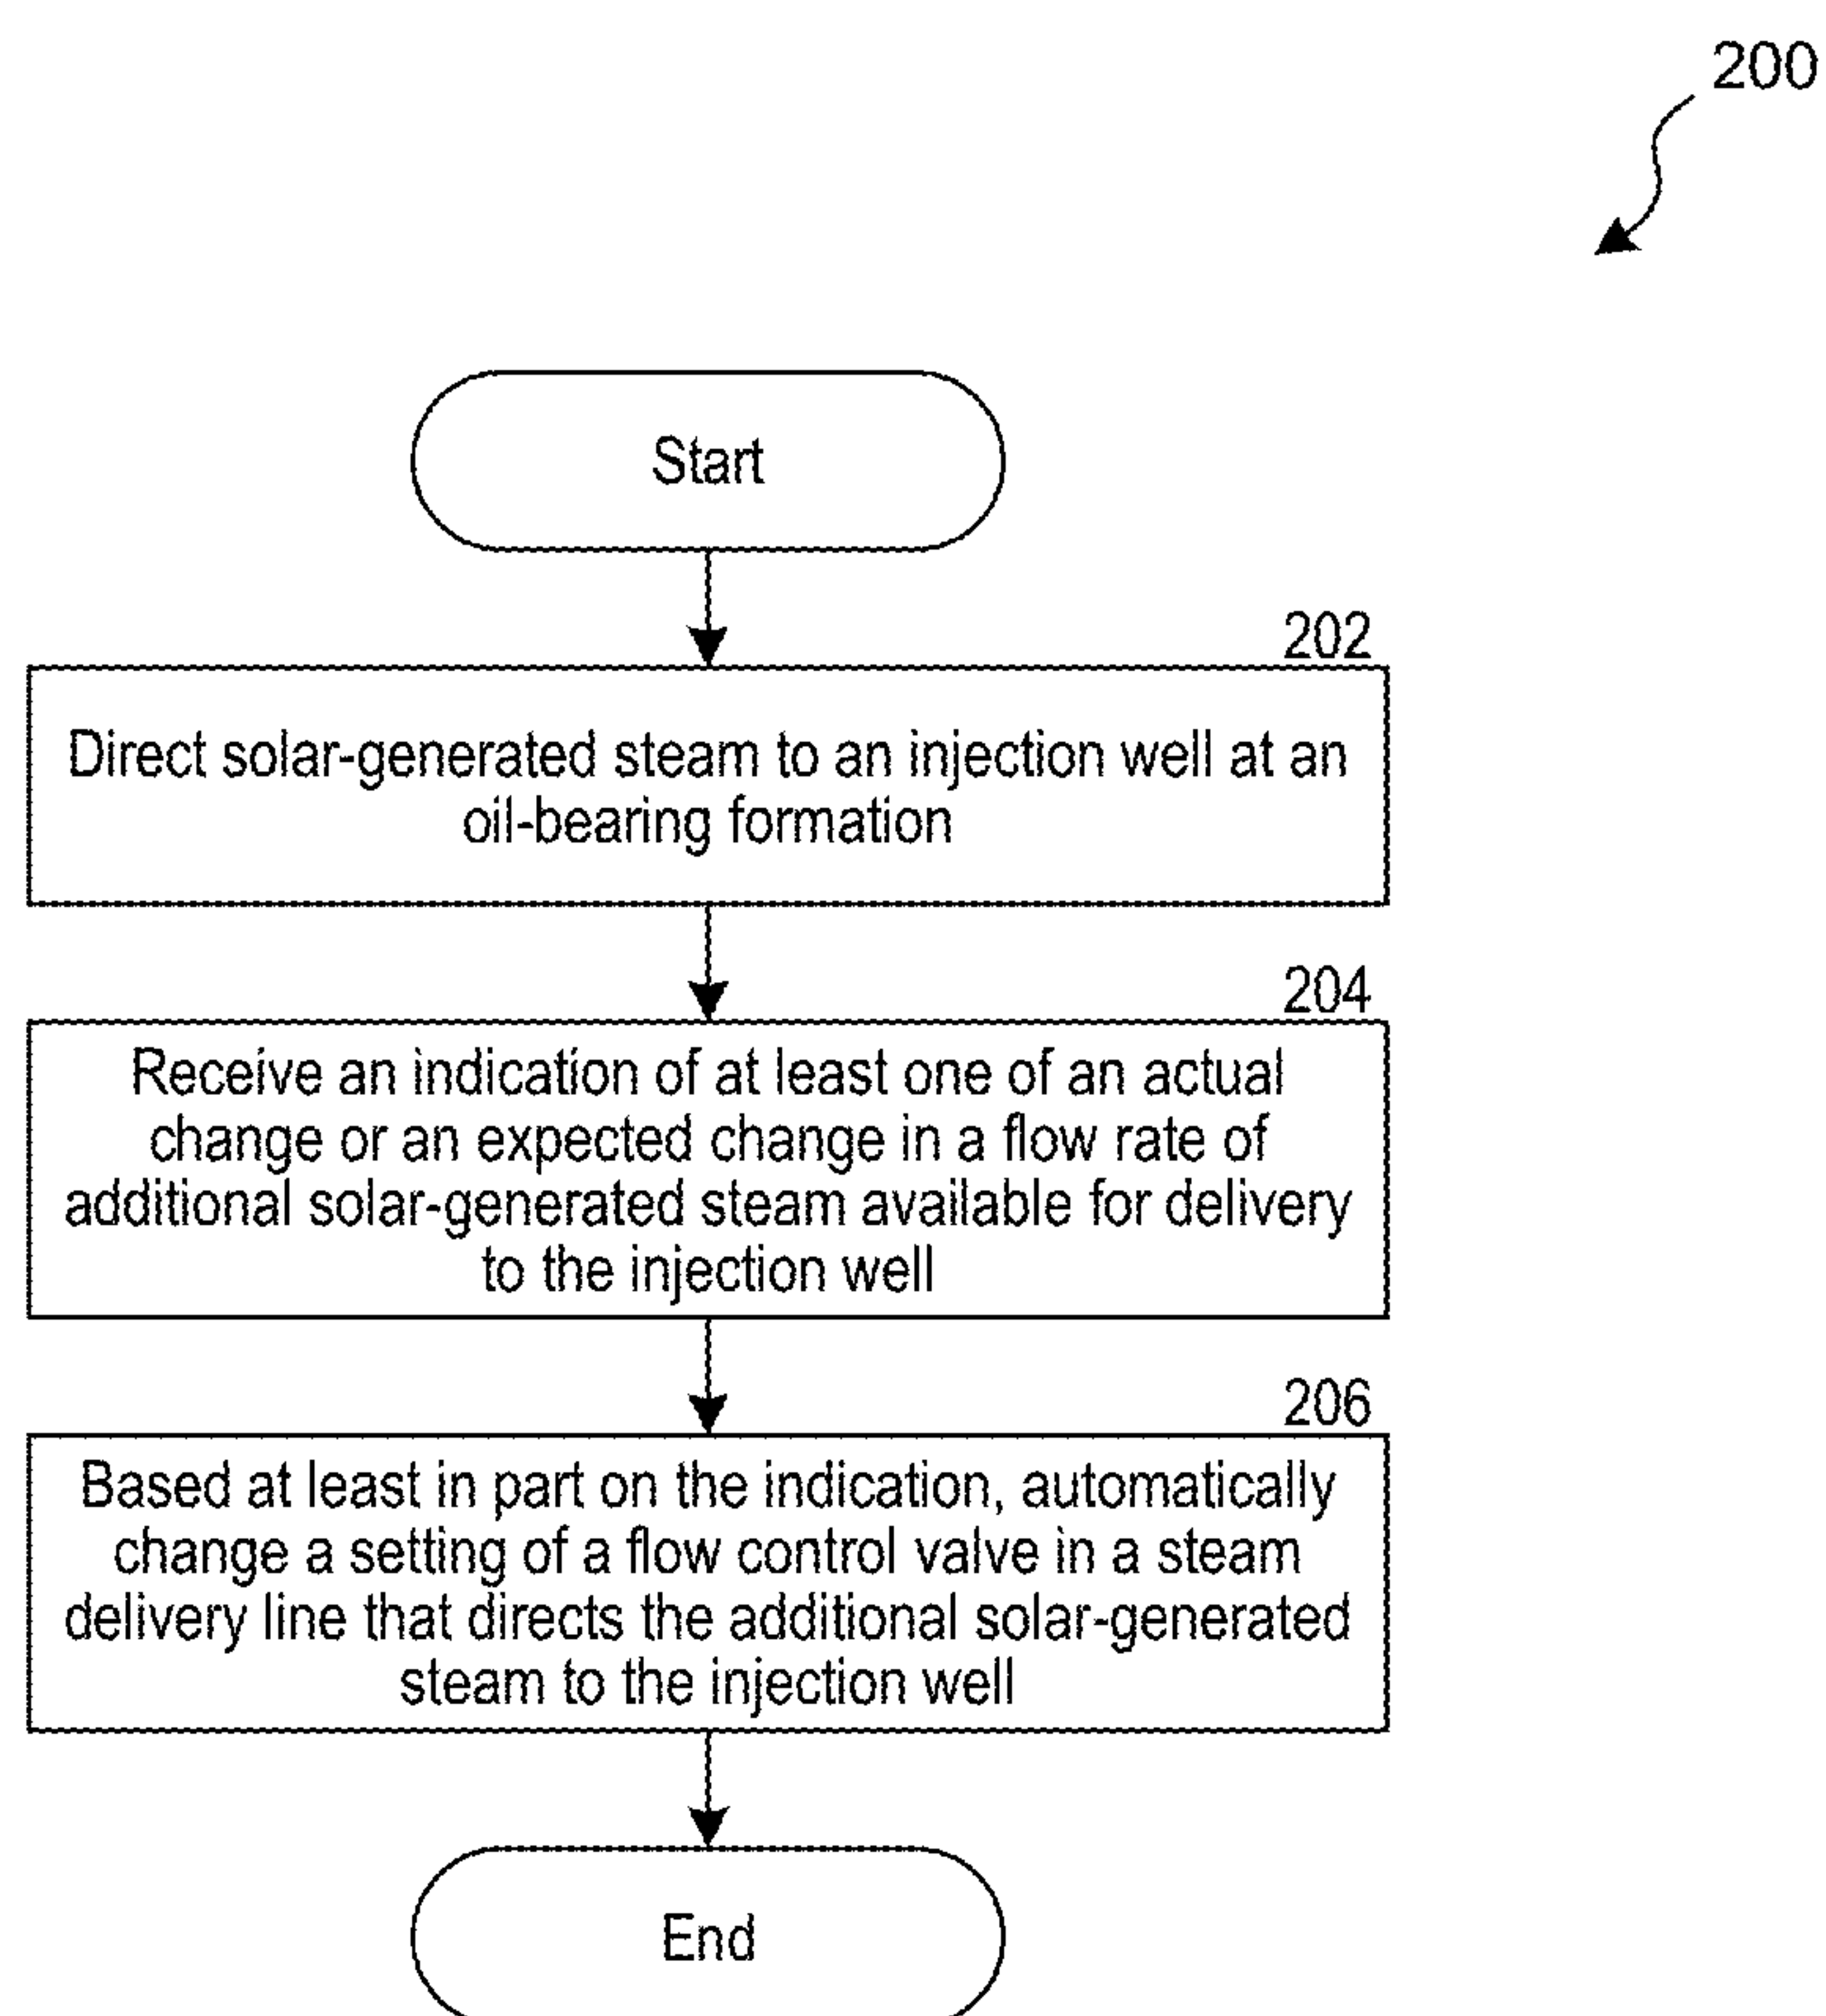 200
Start
202
Direct solar-generated steam to an injection well at an
oil-bearing formation
204
Receive an indication of at least one of an actual
change or an expected change in a flow rate of
additional solar-generated steam available for delivery
to the injection well
206
Based at least in part on the indication, automatically
change a setting of a flow control valve in a steam
delivery line that directs the additional solar-generated
steam to the injection well
End